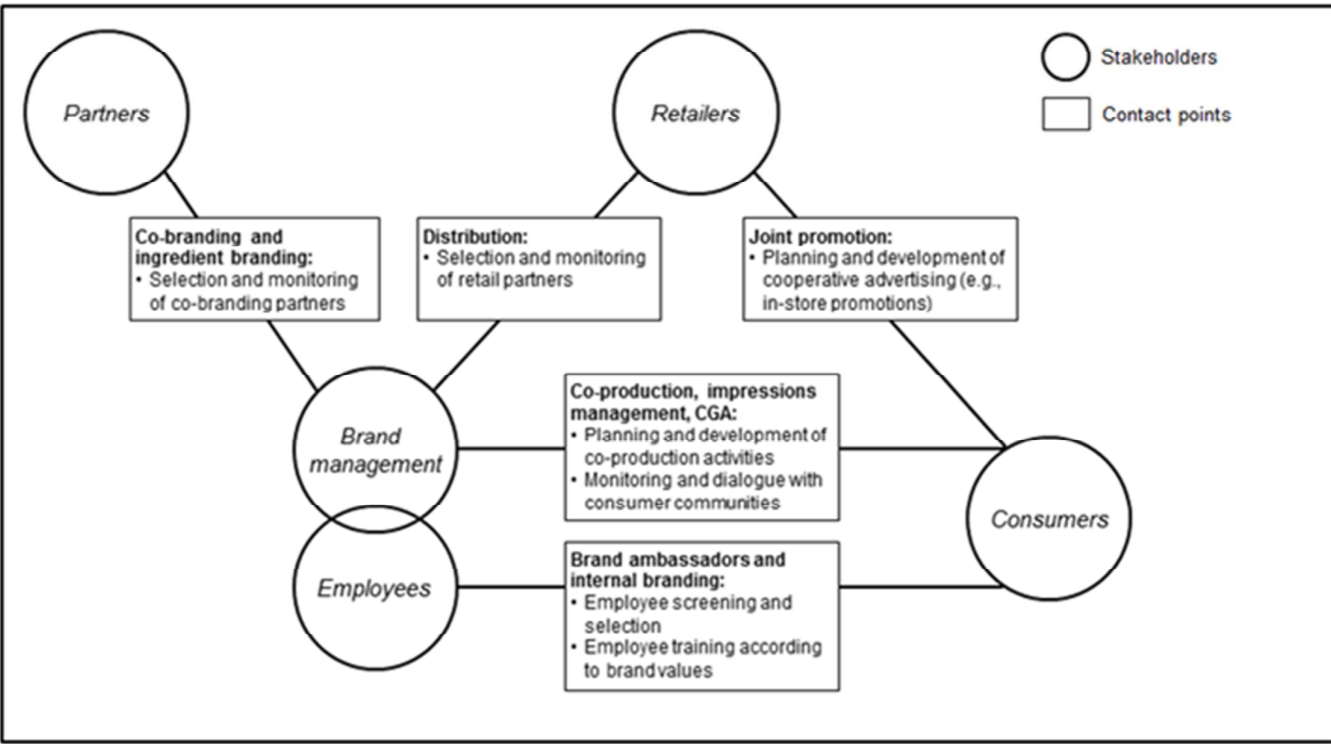 Partners
Retailers
Stakeholders
Contact points
Co-branding and
ingredient branding:
• Selection and monitoring
of co-branding partners
Distribution:
• Selection and monitoring
of retail partners
Joint promotion:
• Planning and development of
cooperative advertising (e.g.,
in-store promotions)
Brand
management
Co-production, impressions
management, CGA:
• Planning and development of
co-production activities
• Monitoring and dialogue with
consumer communities
Consumers
Employees
Brand ambassadors and
internal branding:
• Employee screening and
selection
• Employee training according
to brand values